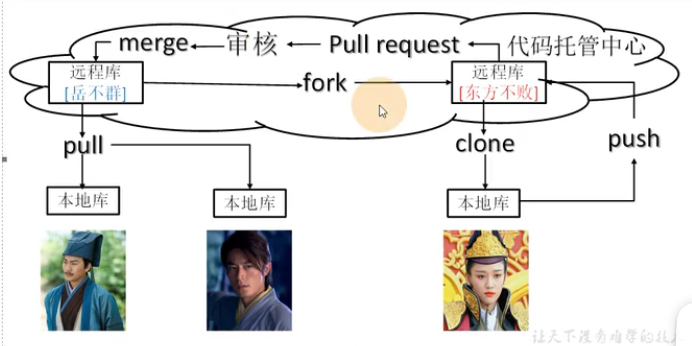 merge 审核 Pull request 代码托管中心
远程库
[岳不群]
fork
远程库
[东方不败]
pull
clone
push
本地库
本地库
本地库
让天下没有难学的技术